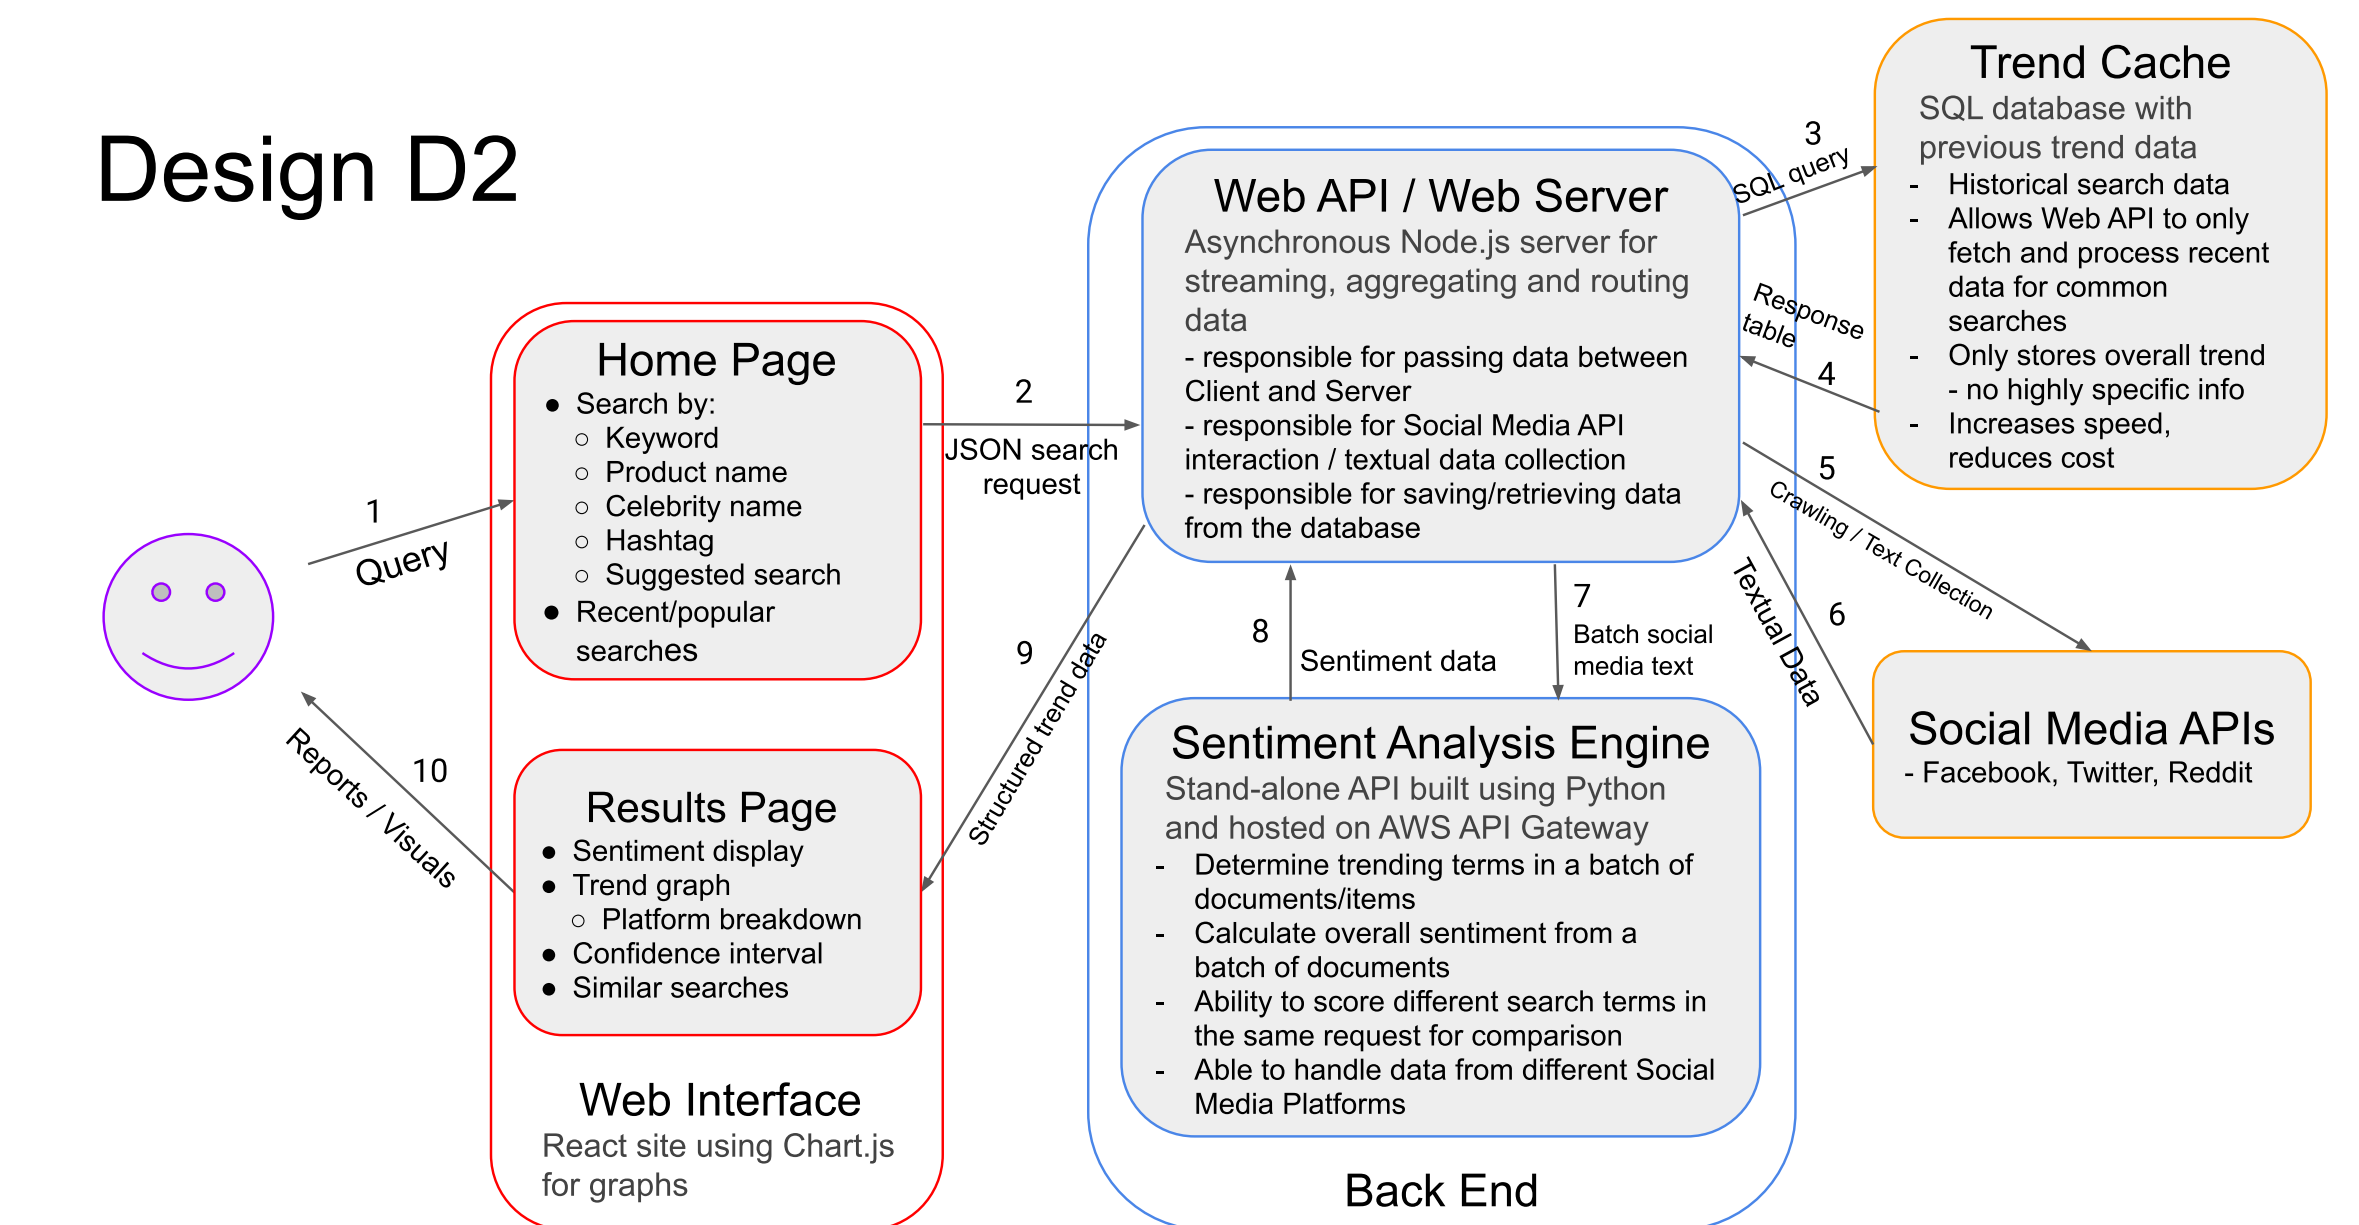 Design D2
1
Query
Home Page
● Search by:
○ Keyword
○ Product name
○ Celebrity name
○ Hashtag
○ Suggested search
● Recent/popular
searches
2
JSON search
request
Web API / Web Server
Asynchronous Node.js server for
streaming, aggregating and routing
data
- responsible for passing data between
Client and Server
- responsible for Social Media API
interaction / textual data collection
- responsible for saving/retrieving data
from the database
3
SQL query
Trend Cache
SQL database with
previous trend data
- Historical search data
- Allows Web API to only
fetch and process recent
data for common
searches
- Only stores overall trend
- no highly specific info
- Increases speed,
reduces cost
Response
table
4
5
Crawling / Text Collection
6
Textual Data
Social Media APIs
- Facebook, Twitter, Reddit
7
Batch social
media text
8
Sentiment data
Sentiment Analysis Engine
Stand-alone API built using Python
and hosted on AWS API Gateway
- Determine trending terms in a batch of
documents/items
- Calculate overall sentiment from a
batch of documents
- Ability to score different search terms in
the same request for comparison
- Able to handle data from different Social
Media Platforms
Back End
9
Structured trend data
Results Page
● Sentiment display
● Trend graph
○ Platform breakdown
● Confidence interval
● Similar searches
10
Reports / Visuals
Web Interface
React site using Chart.js
for graphs